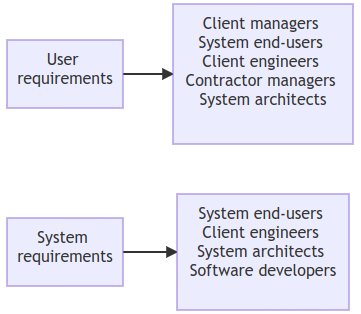 User
requirements
Client managers
System end-users
Client engineers
Contractor managers
System architects
System
requirements
System end-users
Client engineers
System architects
Software developers